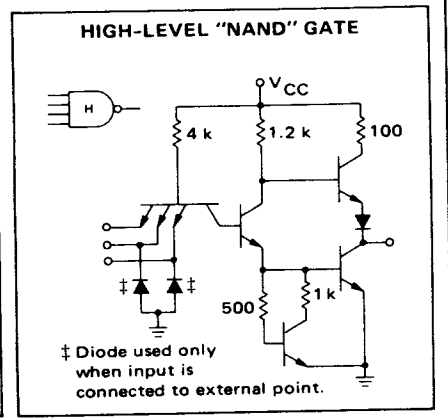 HIGH-LEVEL "NAND" GATE
H
VCC
4 k
1.2 k
100
‡
‡
500
1 k
‡ Diode used only
when input is
connected to external point.